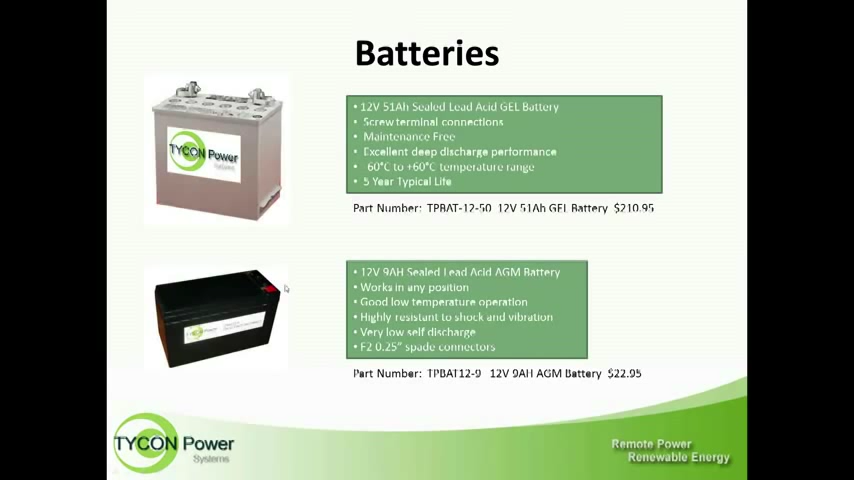 Batteries
TYCON Power
Systems
• 12V 51Ah Sealed Lead Acid GEL Battery
• Screw terminal connections
• Maintenance Free
• Excellent deep discharge performance
• -60°C to +60°C temperature range
• 5 Year Typical Life
Part Number: TPBAT-12-50 12V 51Ah GEL Battery $210.95
• 12V 9AH Sealed Lead Acid AGM Battery
• Works in any position
• Good low temperature operation
• Highly resistant to shock and vibration
• Very low self discharge
• F2 0.25" spade connectors
Part Number: TPBAT12-9 12V 9AH AGM Battery $22.95
TYCON Power
Systems
Remote Power
Renewable Energy